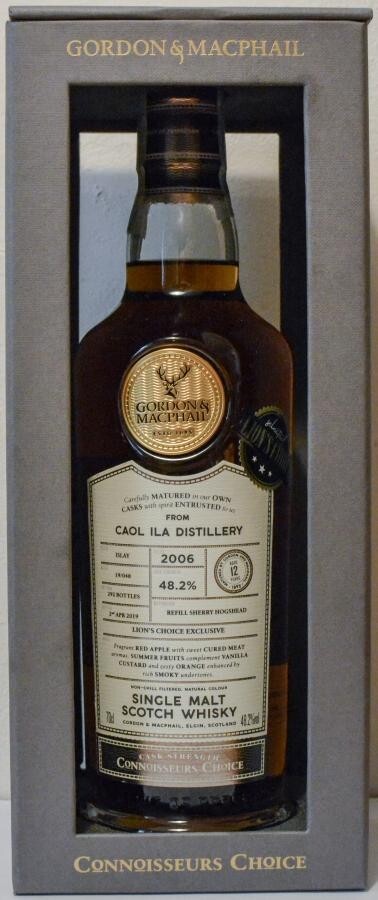 GORDON & MACPHAIL
GORDON &
MACPHAIL
ESTD 1895
LION'S
Carefully MATURED in our OWN
CASKS with spirit ENTRUSTED to us
FROM
CAOL ILA DISTILLERY
ISLAY
2006
19/048
48.2%
AGED
12
YEARS
292 BOTTLES
REFILL SHERRY HOGSHEAD
2nd APR 2019
LION'S CHOICE EXCLUSIVE
Fragrant RED APPLE with sweet CURED MEAT
aromas. SUMMER FRUITS complement VANILLA
CUSTARD and zesty ORANGE enhanced by
rich SMOKY undertones.
NON-CHILL FILTERED, NATURAL COLOUR
SINGLE MALT
70cl SCOTCH WHISKY 48.2%vol
GORDON & MACPHAIL, ELGIN, SCOTLAND
CASK STRENGTH
CONNOISSEURS CHOICE
CONNOISSEURS CHOICE